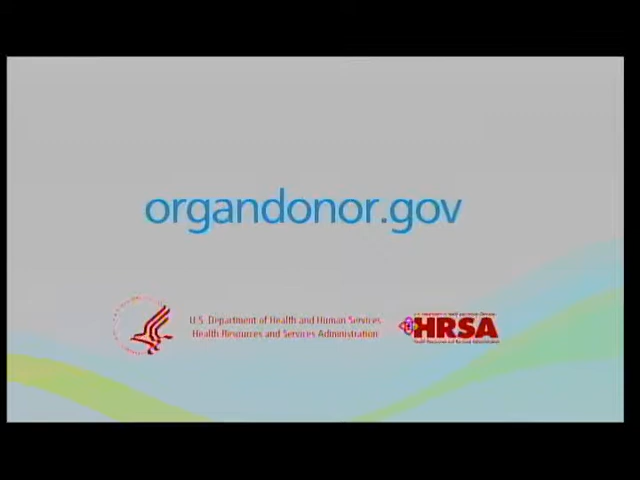 organdonor.gov
U.S. Department of Health and Human Services
Health Resources and Services Administration
HRSA